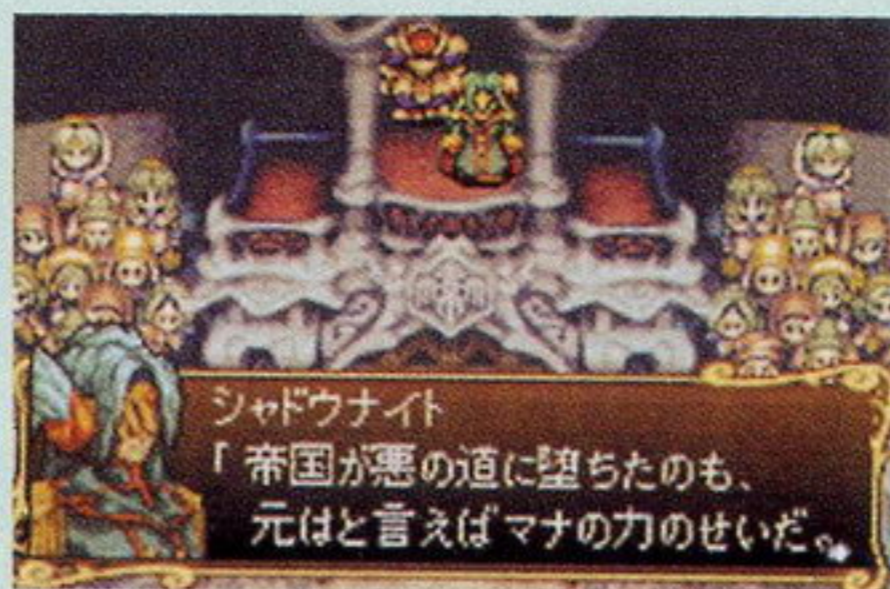 シャドウナイト
「帝国が悪の道に堕ちたのも、
元はと言えばマナの力のせいだ。